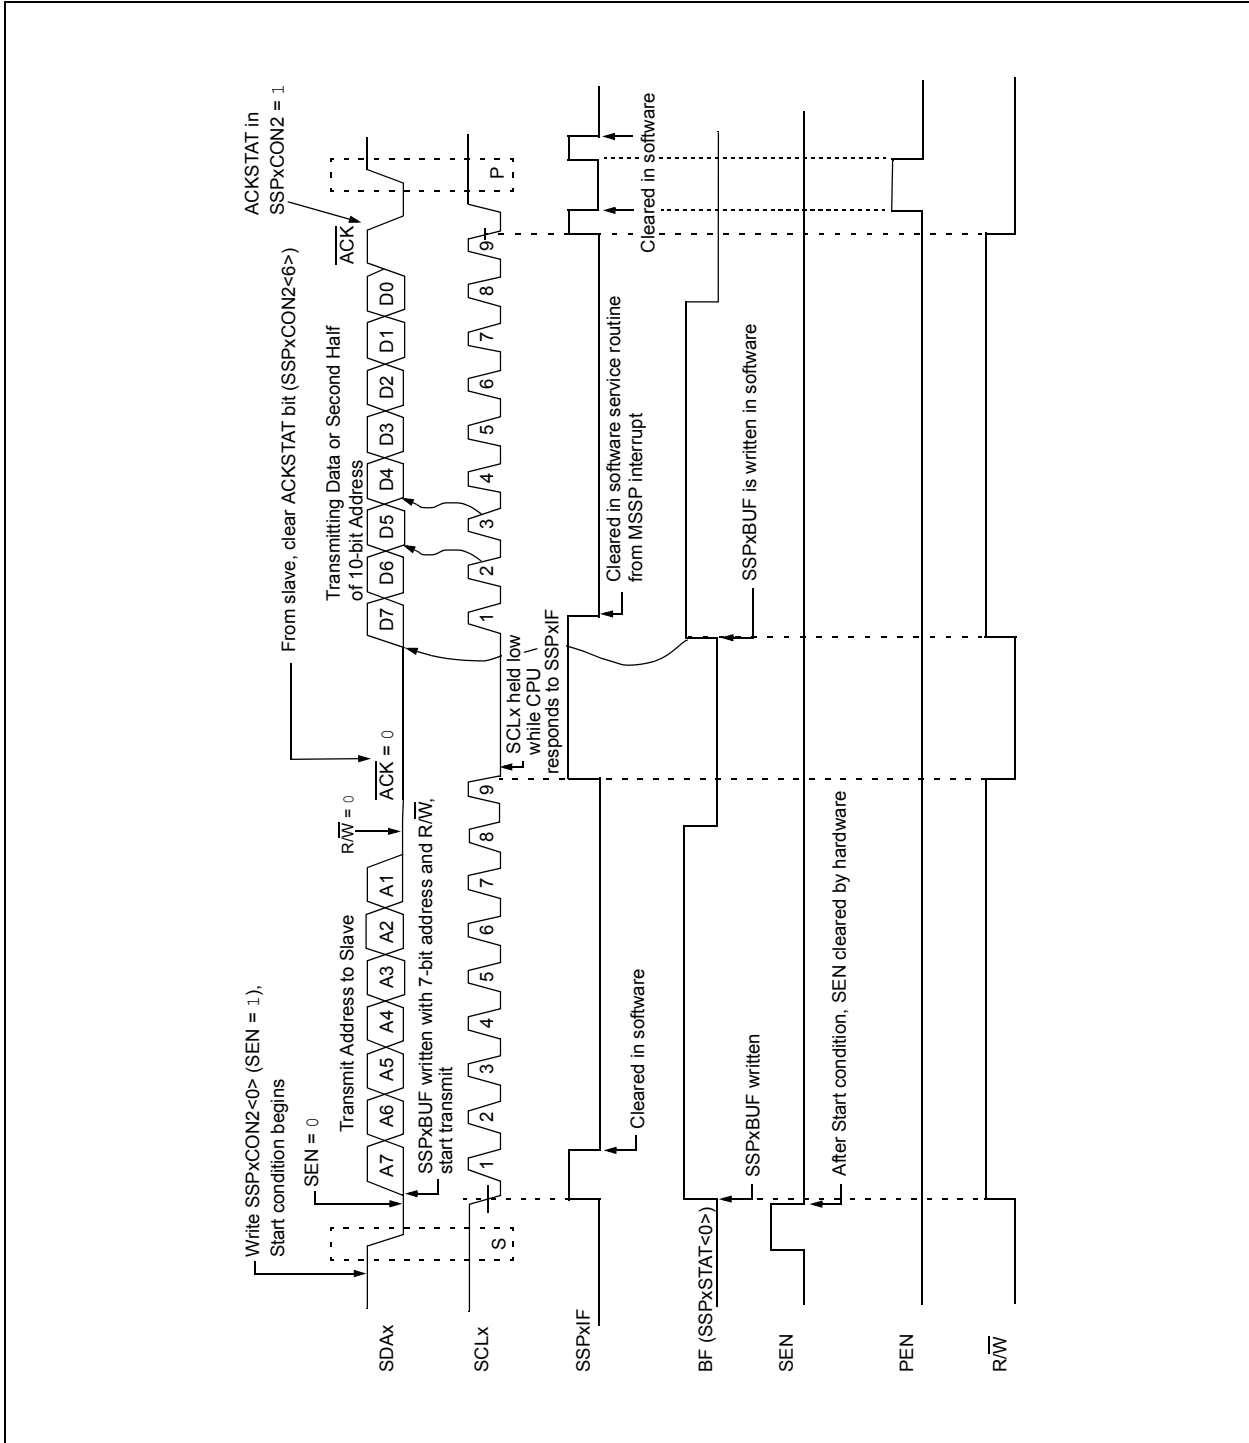 Write SSPxCON2<0> (SEN = 1),
Start condition begins
SEN = 0
Transmit Address to Slave
R/W = 0
From slave, clear ACKSTAT bit (SSPxCON2<6>)
ACK = 0
Transmitting Data or Second Half
of 10-bit Address
ACKSTAT in
SSPxCON2 = 1
ACK
SDAx
A7 A6 A5 A4 A3 A2 A1
D7 D6 D5 D4 D3 D2 D1 D0
SSPxBUF written with 7-bit address and R/W,
start transmit
SCLx
S
1 2 3 4 5 6 7 8 9
1 2 3 4 5 6 7 8 9
P
SCLx held low
while CPU
responds to SSPxIF
SSPxIF
Cleared in software
Cleared in software service routine
from MSSP interrupt
Cleared in software
BF (SSPxSTAT<0>)
SSPxBUF written
SSPxBUF is written in software
SEN
After Start condition, SEN cleared by hardware
PEN
R/W